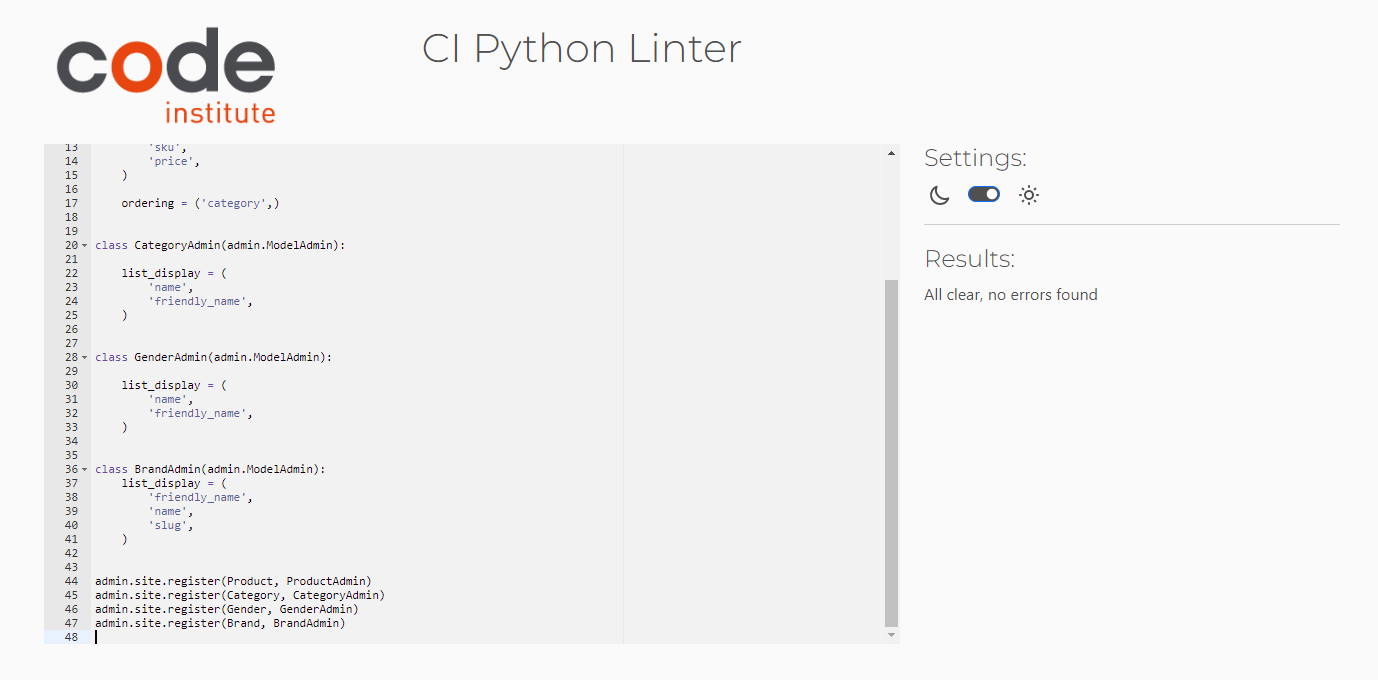 code
institute
CI Python Linter
13 'sku',
14 'price',
15 )
16
17 ordering = ('category',)
18
19
20 class CategoryAdmin(admin.ModelAdmin):
21
22 list_display = (
23 'name',
24 'friendly_name',
25 )
26
27
28 class GenderAdmin(admin.ModelAdmin):
29
30 list_display = (
31 'name',
32 'friendly_name',
33 )
34
35
36 class BrandAdmin(admin.ModelAdmin):
37 list_display = (
38 'friendly_name',
39 'name',
40 'slug',
41 )
42
43
44 admin.site.register(Product, ProductAdmin)
45 admin.site.register(Category, CategoryAdmin)
46 admin.site.register(Gender, GenderAdmin)
47 admin.site.register(Brand, BrandAdmin)
48
Settings:
Results:
All clear, no errors found